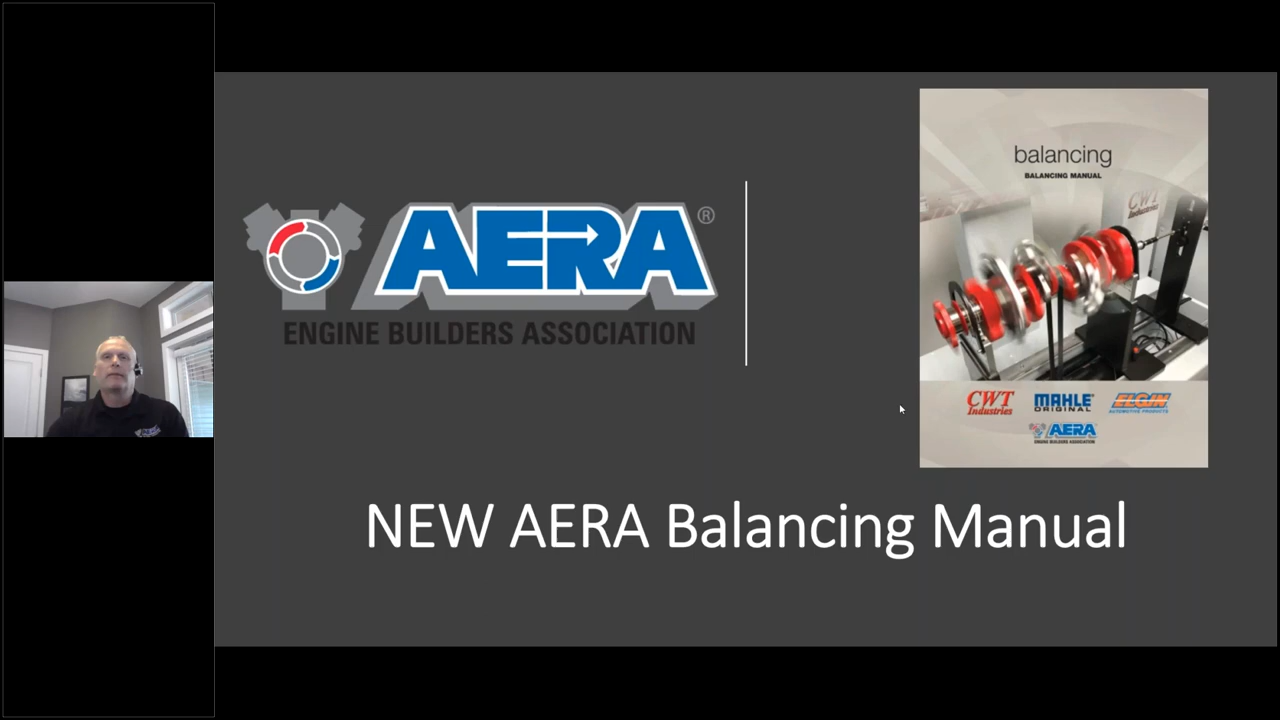 AERA®
ENGINE BUILDERS ASSOCIATION
balancing
BALANCING MANUAL
CWT
Industries
CWT
Industries
MAHLE®
ORIGINAL
ELGIN
AUTOMOTIVE PRODUCTS
AERA
ENGINE BUILDERS ASSOCIATION
NEW AERA Balancing Manual